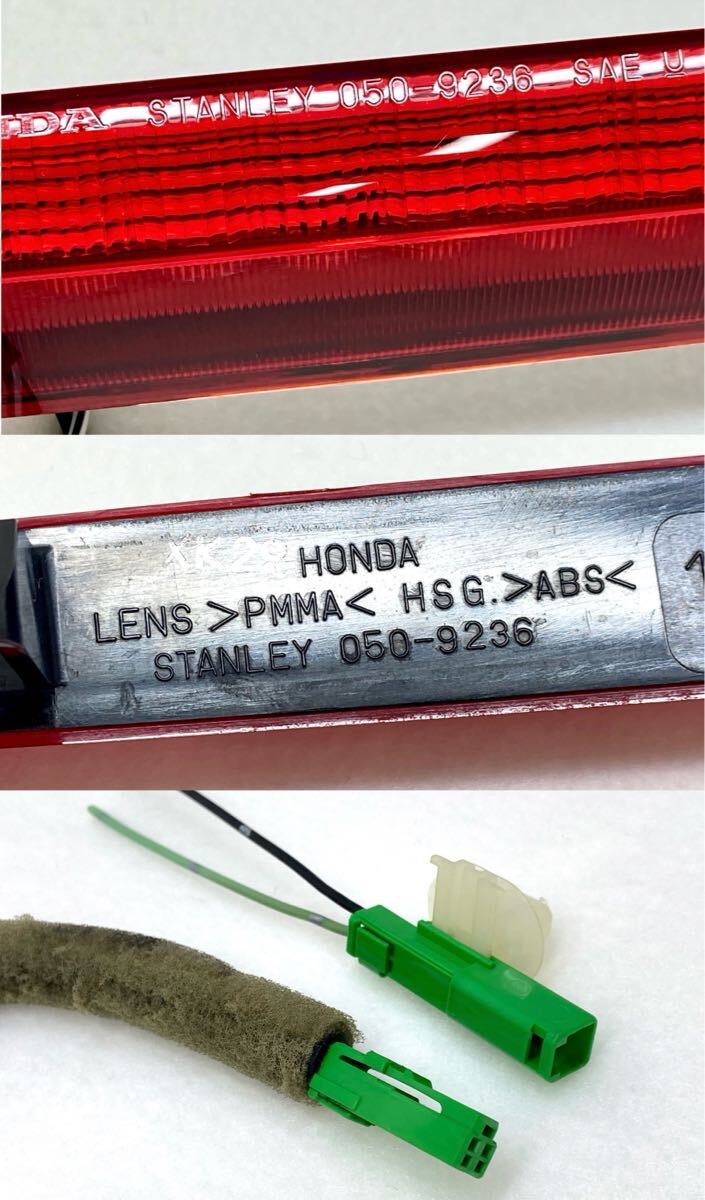 STANLEY 050-9236 SAE U
HONDA
LENS >PMMA< HSG.>ABS<
STANLEY 050-9236